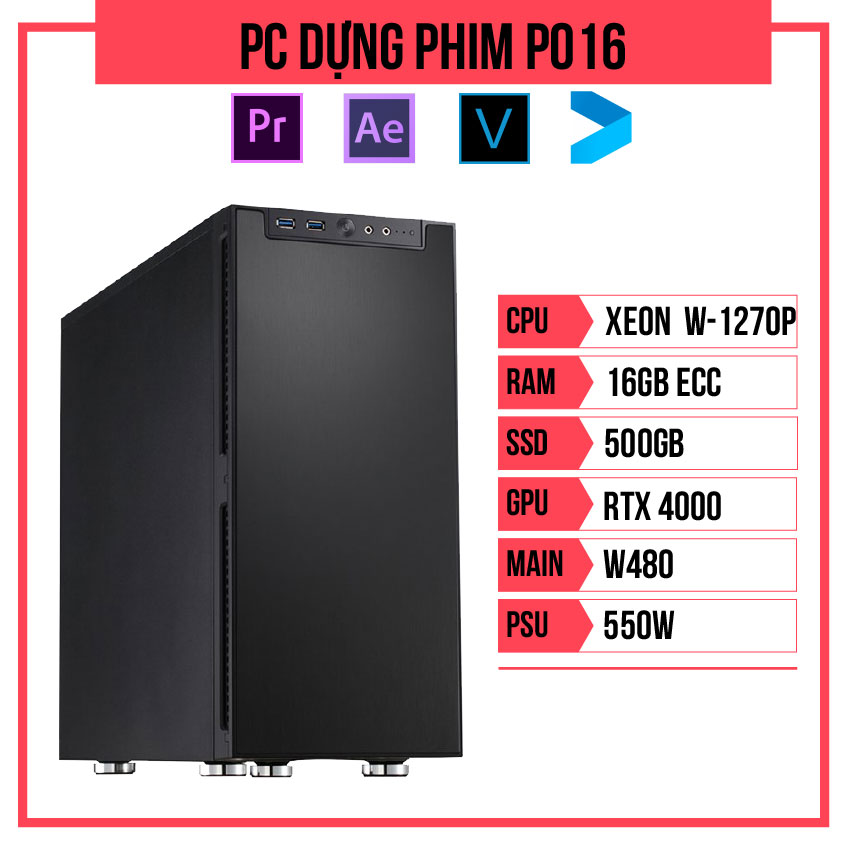 PC DỰNG PHIM P016
Pr
Ae
V
CPU XEON W-1270P
RAM 16GB ECC
SSD 500GB
GPU RTX 4000
MAIN W480
PSU 550W